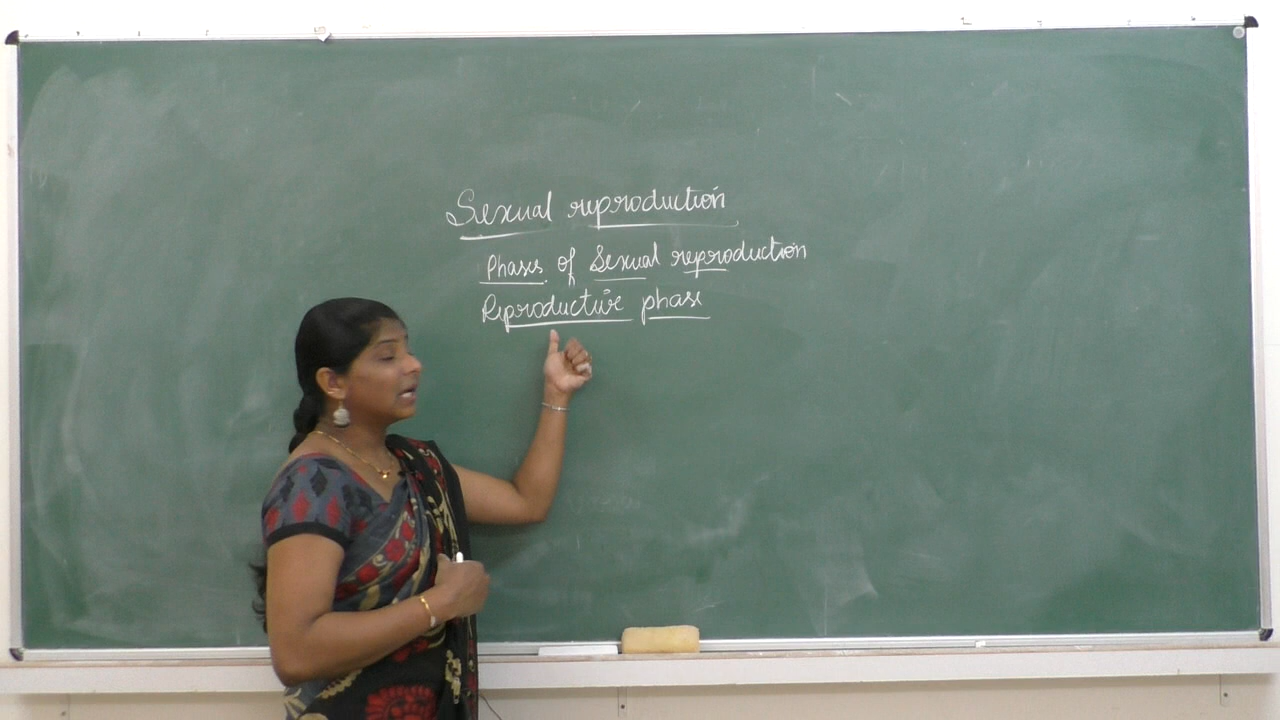 Sexual reproduction
Phases of Sexual reproduction
Reproductive phase